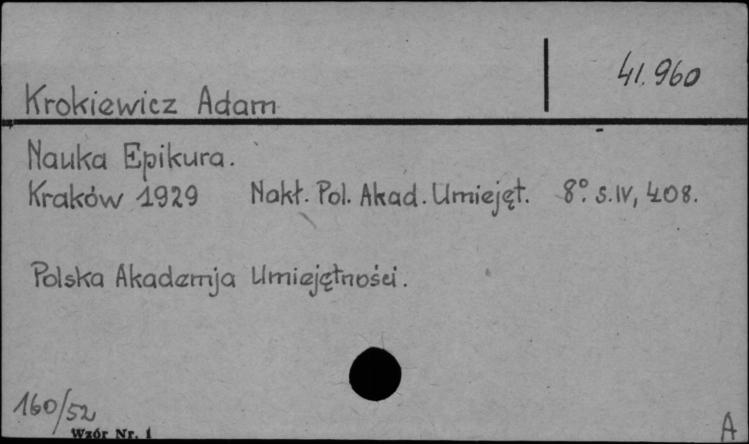 41.960
Krokiewicz Adam
Nauka Epikura.
Kraków 1929 Nakł. Pol. Akad. Umiejęt. 8º. s. IV, 408.
Polska Akademja Umiejętności.
160/52
Wzór Nr. 1
A